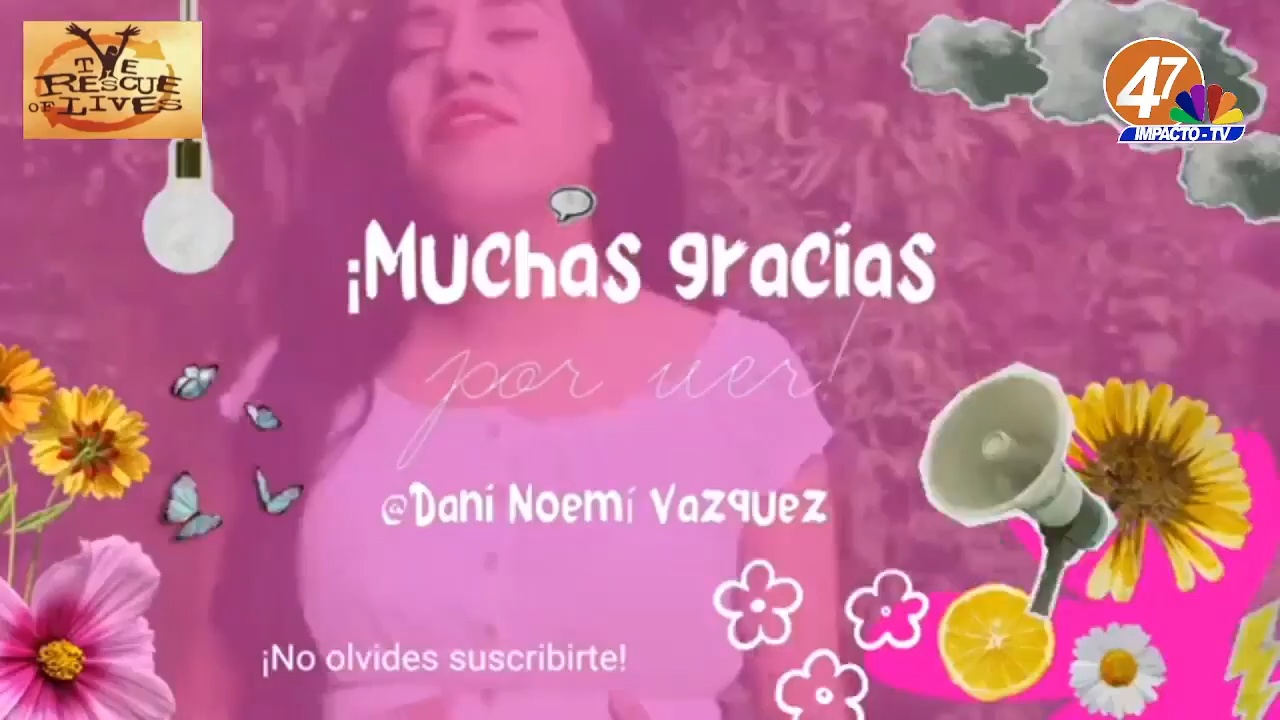 THE
RESCUE
OF LIVES
47
IMPACTO - TV
¡Muchas gracias
por ver!
@Dani Noemí Vazquez
¡No olvides suscribirte!